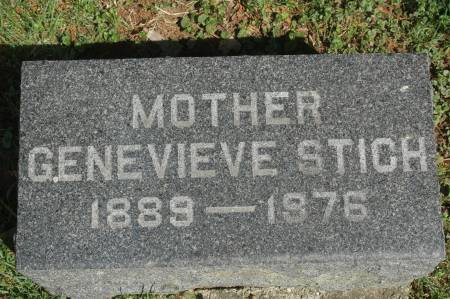 MOTHER
GENEVIEVE STICH
1889 — 1976